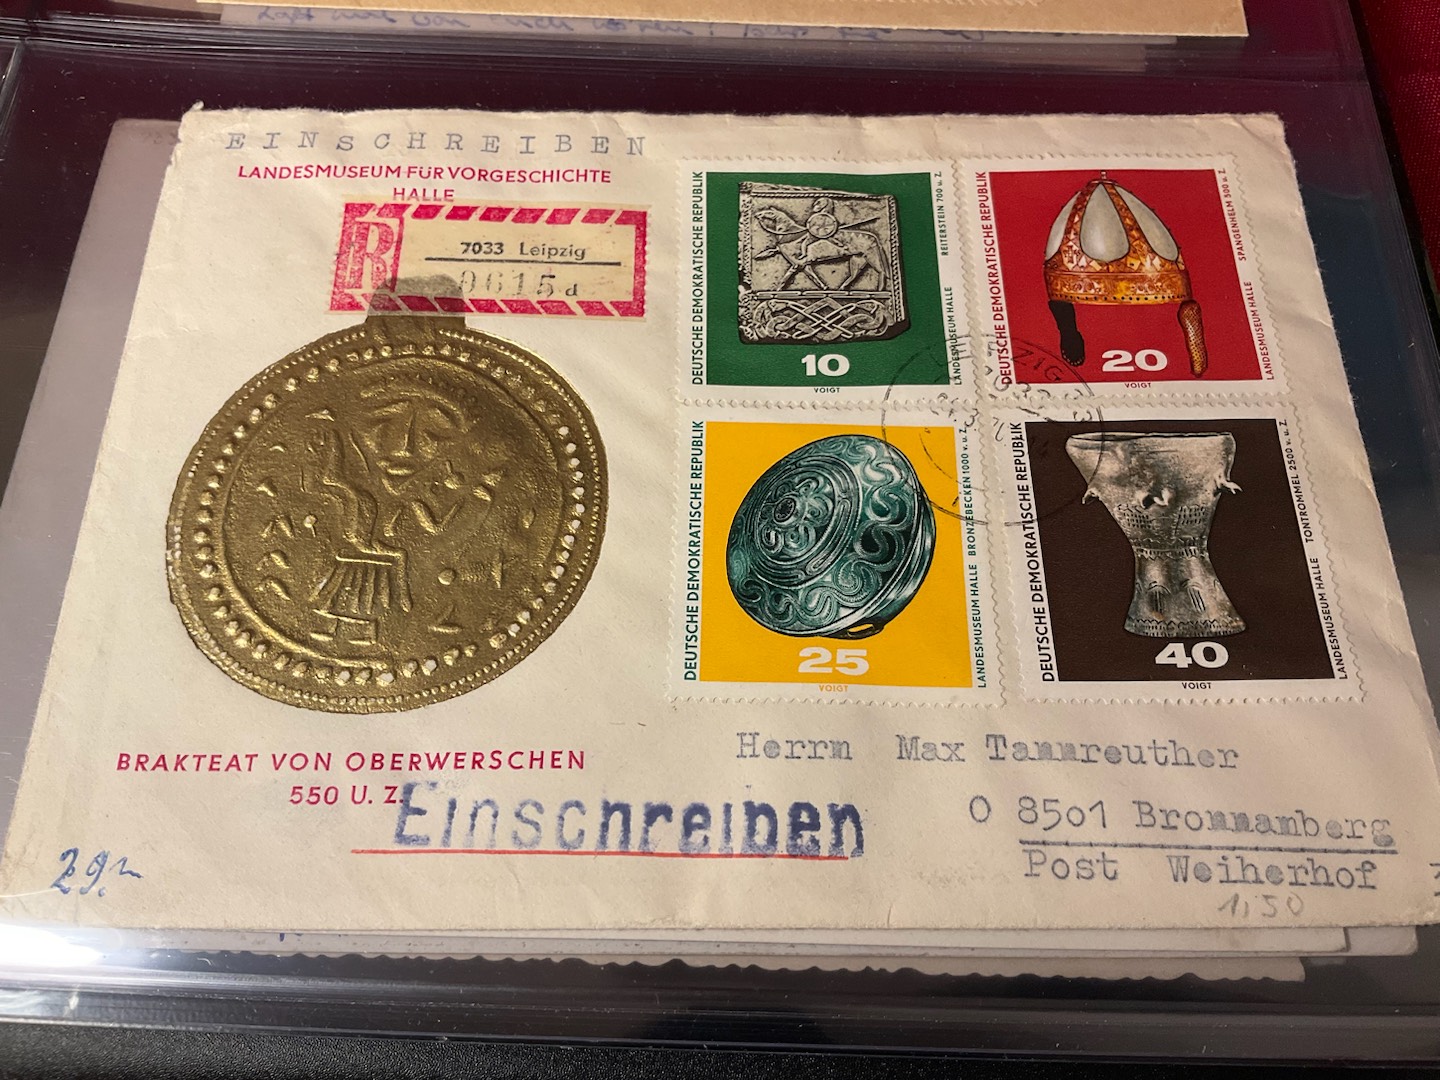 EINSCHREIBEN
LANDESMUSEUM FÜR VORGESCHICHTE
HALLE
R
7033 Leipzig
0615 d
DEUTSCHE DEMOKRATISCHE REPUBLIK
REITERSTEIN 700 u. Z.
LANDESMUSEUM HALLE
10
VOIGT
DEUTSCHE DEMOKRATISCHE REPUBLIK
SPANGENHELM 500 u. Z.
LANDESMUSEUM HALLE
20
VOIGT
DEUTSCHE DEMOKRATISCHE REPUBLIK
BRONZEBECKEN 1000 v. u. Z.
LANDESMUSEUM HALLE
25
VOIGT
DEUTSCHE DEMOKRATISCHE REPUBLIK
TONTROMMEL 2500 v. u. Z.
LANDESMUSEUM HALLE
40
VOIGT
BRAKTEAT VON OBERWERSCHEN
550 U. Z.
Einschreiben
Herrn Max Tammreuther
O 8501 Brommamberg
Post Weiherhof
1,50